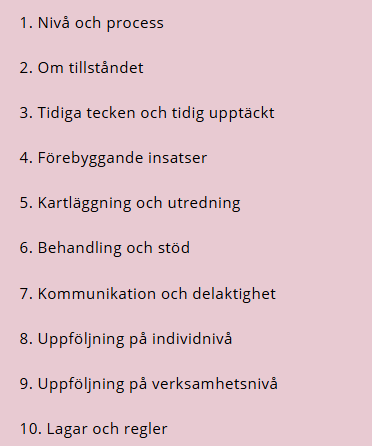 1. Nivå och process
2. Om tillståndet
3. Tidiga tecken och tidig upptäckt
4. Förebyggande insatser
5. Kartläggning och utredning
6. Behandling och stöd
7. Kommunikation och delaktighet
8. Uppföljning på individnivå
9. Uppföljning på verksamhetsnivå
10. Lagar och regler